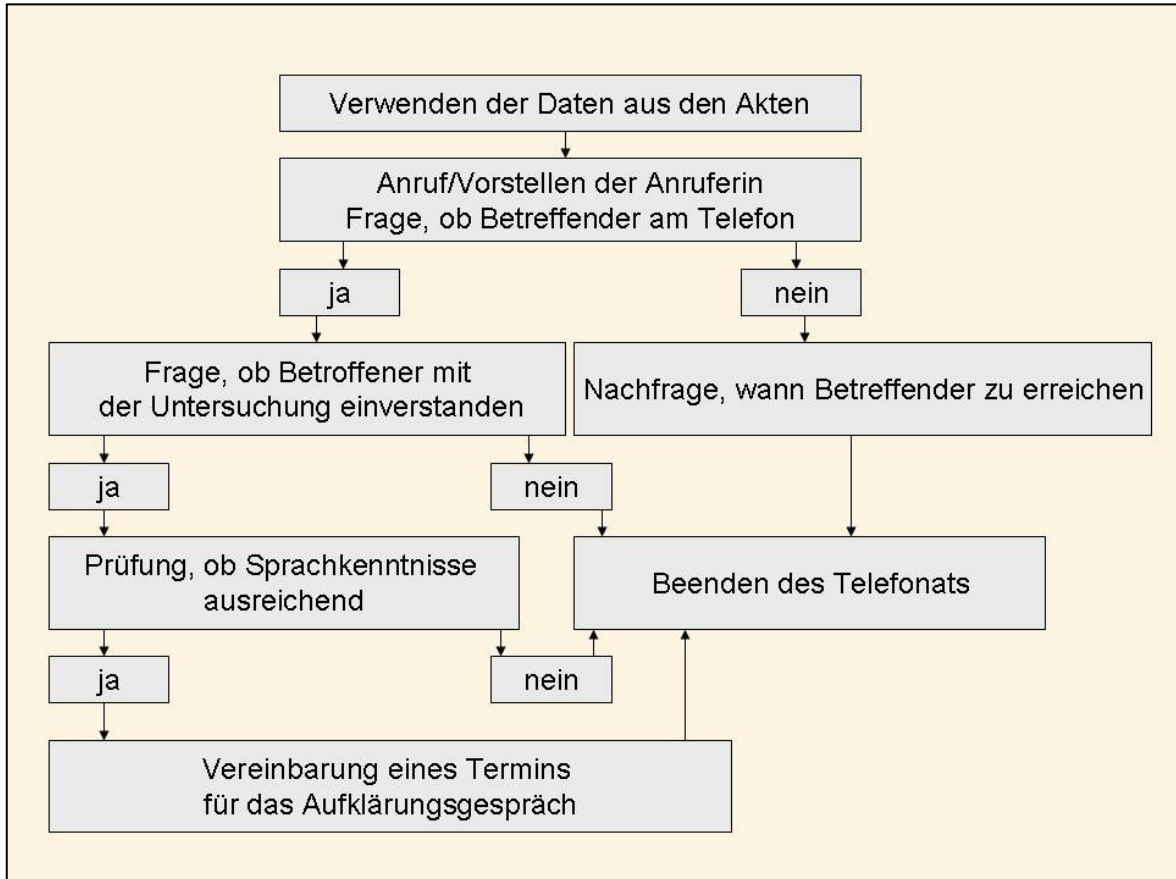 Verwenden der Daten aus den Akten
Anruf/Vorstellen der Anruferin
Frage, ob Betreffender am Telefon
ja
nein
Frage, ob Betroffener mit
der Untersuchung einverstanden
Nachfrage, wann Betreffender zu erreichen
ja
nein
Prüfung, ob Sprachkenntnisse
ausreichend
Beenden des Telefonats
ja
nein
Vereinbarung eines Termins
für das Aufklärungsgespräch